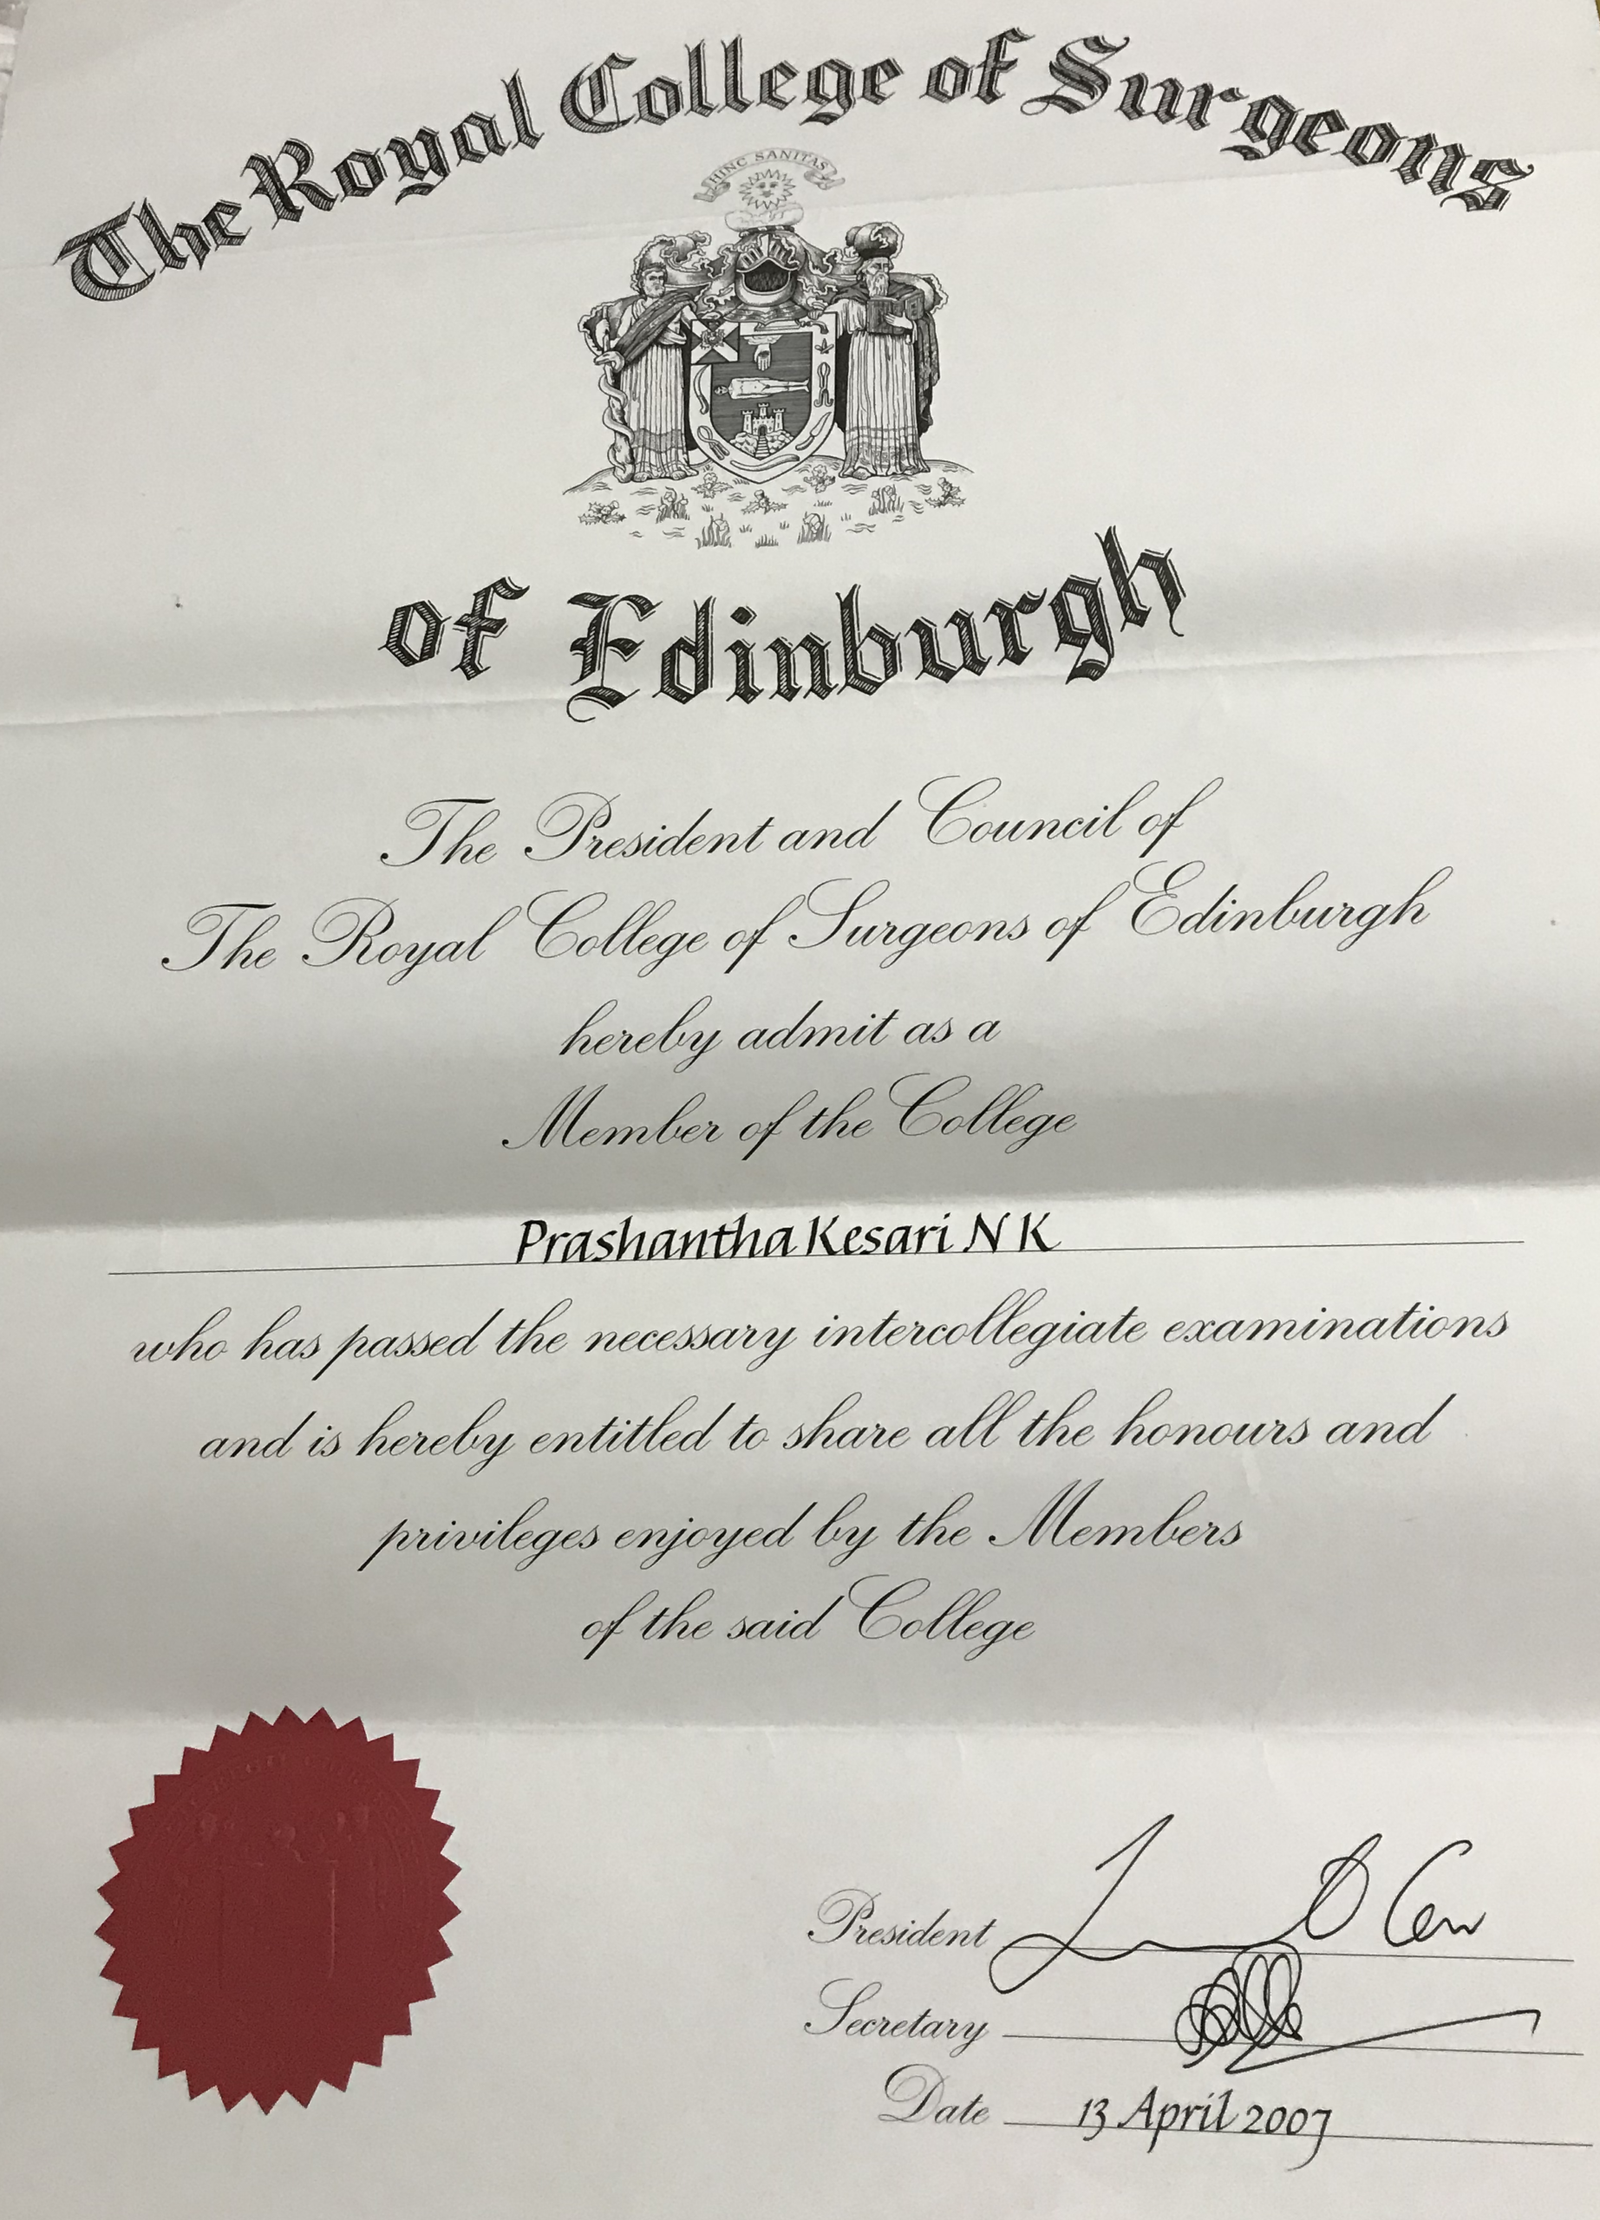 The Royal College of Surgeons
HINC SANITAS
of Edinburgh
The President and Council of
The Royal College of Surgeons of Edinburgh
hereby admit as a
Member of the College
Prashantha Kesari N K
who has passed the necessary intercollegiate examinations
and is hereby entitled to share all the honours and
privileges enjoyed by the Members
of the said College
President
Secretary
Date 13 April 2007